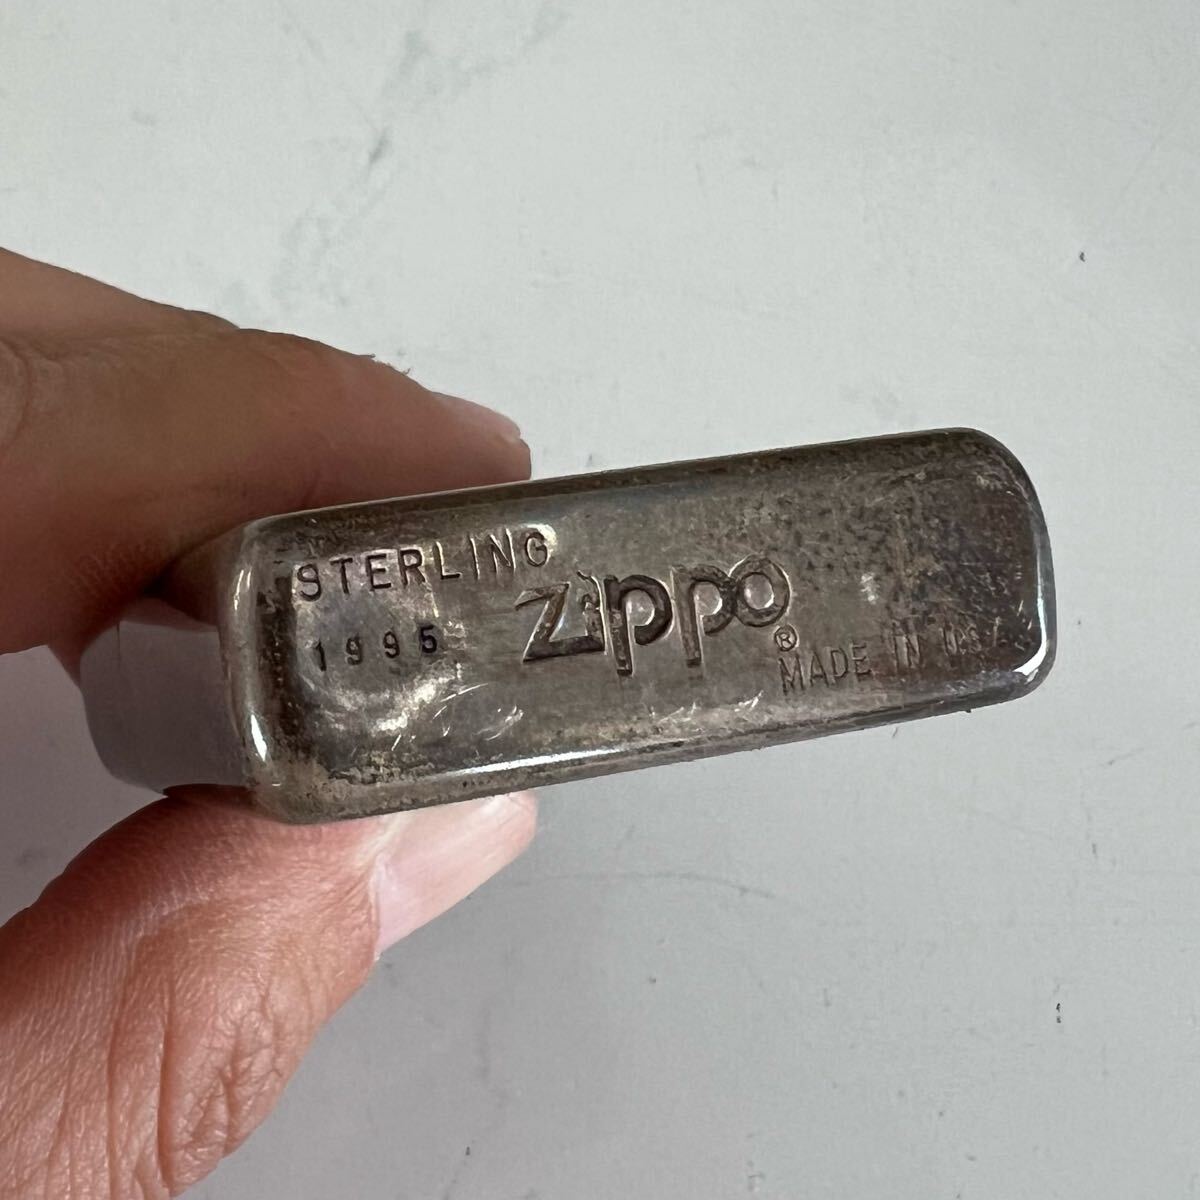 STERLING
1995
Zippo
®
MADE IN U.S.A.